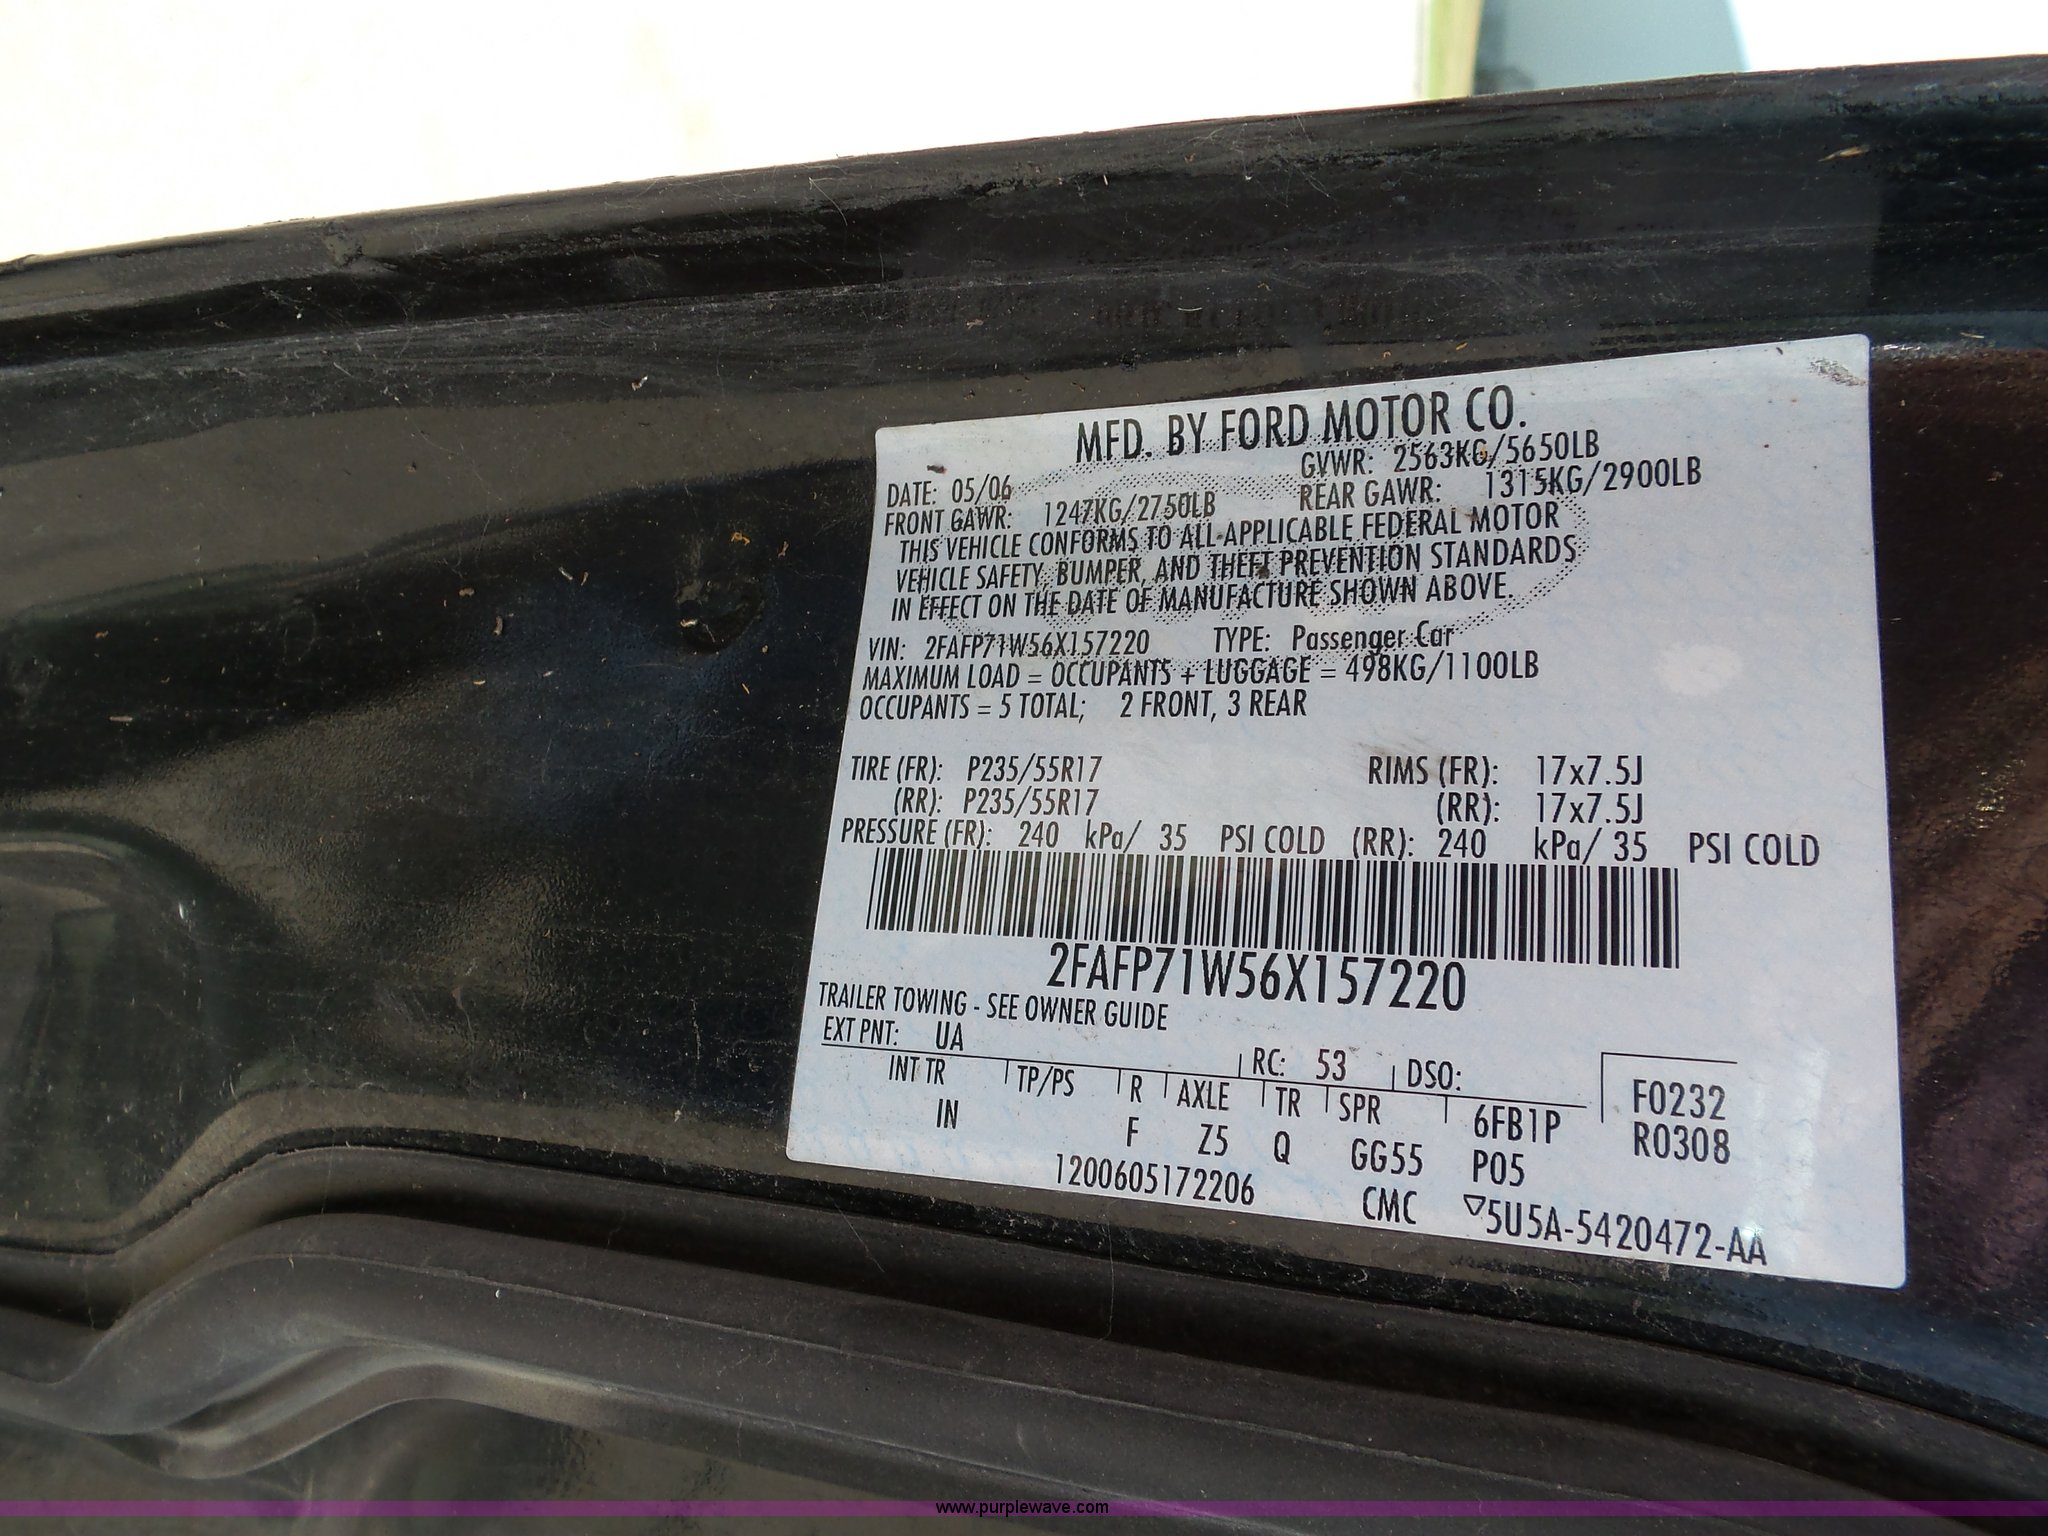 MFD. BY FORD MOTOR CO.
DATE: 05/06 GVWR: 2563KG/5650LB
FRONT GAWR: 1247KG/2750LB REAR GAWR: 1315KG/2900LB
THIS VEHICLE CONFORMS TO ALL APPLICABLE FEDERAL MOTOR
VEHICLE SAFETY, BUMPER, AND THEFT PREVENTION STANDARDS
IN EFFECT ON THE DATE OF MANUFACTURE SHOWN ABOVE.
VIN: 2FAFP71W56X157220 TYPE: Passenger Car
MAXIMUM LOAD = OCCUPANTS + LUGGAGE = 498KG/1100LB
OCCUPANTS = 5 TOTAL; 2 FRONT, 3 REAR
TIRE (FR): P235/55R17 RIMS (FR): 17x7.5J
(RR): P235/55R17 (RR): 17x7.5J
PRESSURE (FR): 240 kPa/ 35 PSI COLD (RR): 240 kPa/ 35 PSI COLD
2FAFP71W56X157220
TRAILER TOWING - SEE OWNER GUIDE
EXT PNT: UA RC: 53 DSO:
INT TR TP/PS R AXLE TR SPR 6FB1P F0232
IN F Z5 Q GG55 P05 R0308
1200605172206 CMC ▽5U5A-5420472-AA
www.purplewave.com